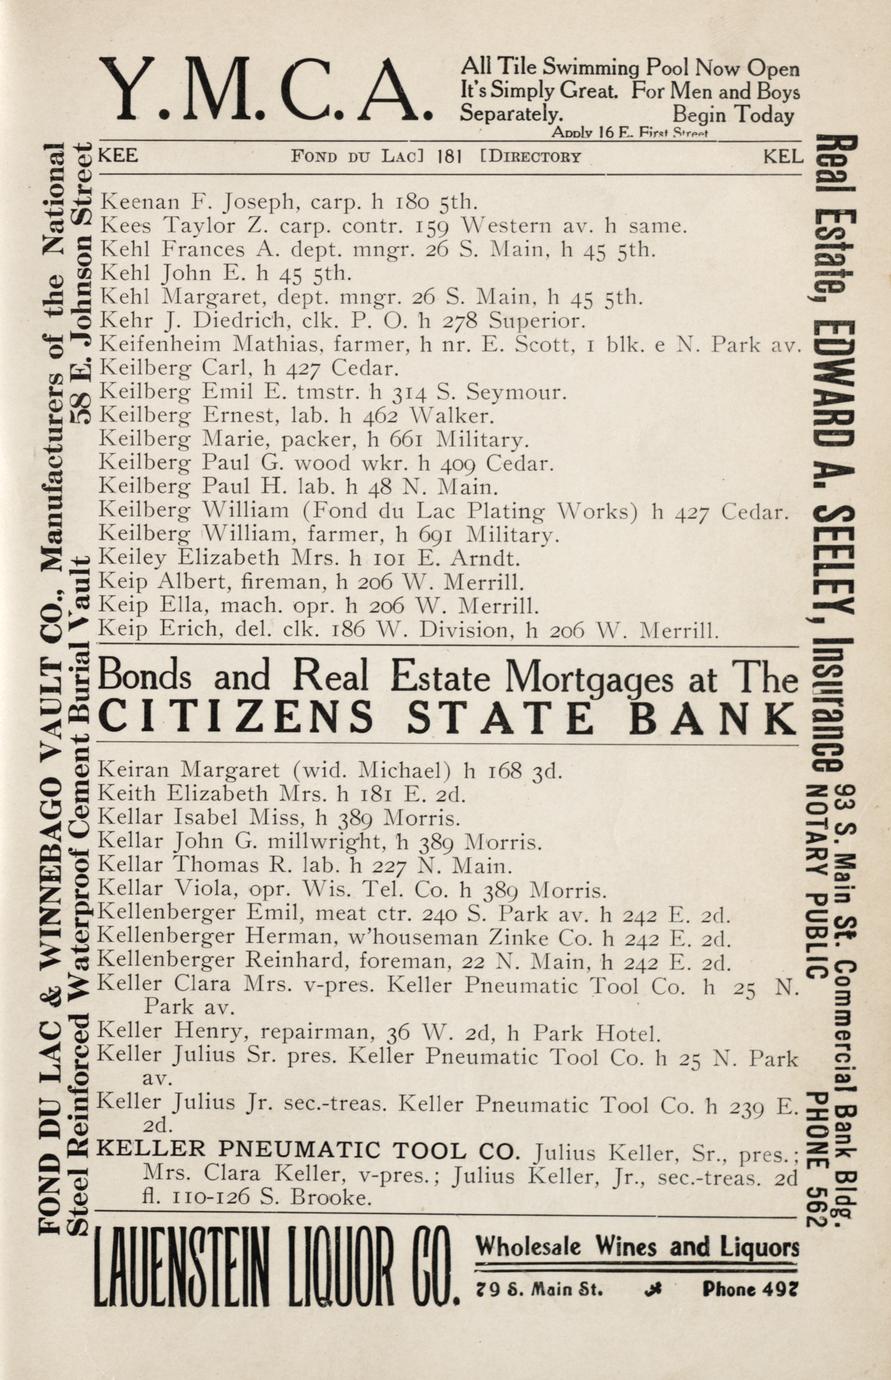 Y.M.C.A.
All Tile Swimming Pool Now Open
It's Simply Great. For Men and Boys
Separately. Begin Today
Apply 16 E. First Street
KEE FOND DU LAC] 181 [DIRECTORY KEL
Keenan F. Joseph, carp. h 180 5th.
Kees Taylor Z. carp. contr. 159 Western av. h same.
Kehl Frances A. dept. mngr. 26 S. Main, h 45 5th.
Kehl John E. h 45 5th.
Kehl Margaret, dept. mngr. 26 S. Main, h 45 5th.
Kehr J. Diedrich, clk. P. O. h 278 Superior.
Keifenheim Mathias, farmer, h nr. E. Scott, 1 blk. e N. Park av.
Keilberg Carl, h 427 Cedar.
Keilberg Emil E. tmstr. h 314 S. Seymour.
Keilberg Ernest, lab. h 462 Walker.
Keilberg Marie, packer, h 661 Military.
Keilberg Paul G. wood wkr. h 409 Cedar.
Keilberg Paul H. lab. h 48 N. Main.
Keilberg William (Fond du Lac Plating Works) h 427 Cedar.
Keilberg William, farmer, h 691 Military.
Keiley Elizabeth Mrs. h 101 E. Arndt.
Keip Albert, fireman, h 206 W. Merrill.
Keip Ella, mach. opr. h 206 W. Merrill.
Keip Erich, del. clk. 186 W. Division, h 206 W. Merrill.
Bonds and Real Estate Mortgages at The
CITIZENS STATE BANK
Keiran Margaret (wid. Michael) h 168 3d.
Keith Elizabeth Mrs. h 181 E. 2d.
Kellar Isabel Miss, h 389 Morris.
Kellar John G. millwright, h 389 Morris.
Kellar Thomas R. lab. h 227 N. Main.
Kellar Viola, opr. Wis. Tel. Co. h 389 Morris.
Kellenberger Emil, meat ctr. 240 S. Park av. h 242 E. 2d.
Kellenberger Herman, w'houseman Zinke Co. h 242 E. 2d.
Kellenberger Reinhard, foreman, 22 N. Main, h 242 E. 2d.
Keller Clara Mrs. v-pres. Keller Pneumatic Tool Co. h 25 N.
Park av.
Keller Henry, repairman, 36 W. 2d, h Park Hotel.
Keller Julius Sr. pres. Keller Pneumatic Tool Co. h 25 N. Park
av.
Keller Julius Jr. sec.-treas. Keller Pneumatic Tool Co. h 239 E.
2d.
KELLER PNEUMATIC TOOL CO. Julius Keller, Sr., pres.;
Mrs. Clara Keller, v-pres.; Julius Keller, Jr., sec.-treas. 2d
fl. 110-126 S. Brooke.
LAUENSTEIN LIQUOR CO.
Wholesale Wines and Liquors
79 S. Main St. Phone 497
FOND DU LAC & WINNEBAGO VAULT CO., Manufacturers of the National
Steel Reinforced Waterproof Cement Burial Vault 58 E. Johnson Street
Real Estate, EDWARD A. SEELEY, Insurance
93 S. Main St. Commercial Bank Bldg.
NOTARY PUBLIC PHONE 562